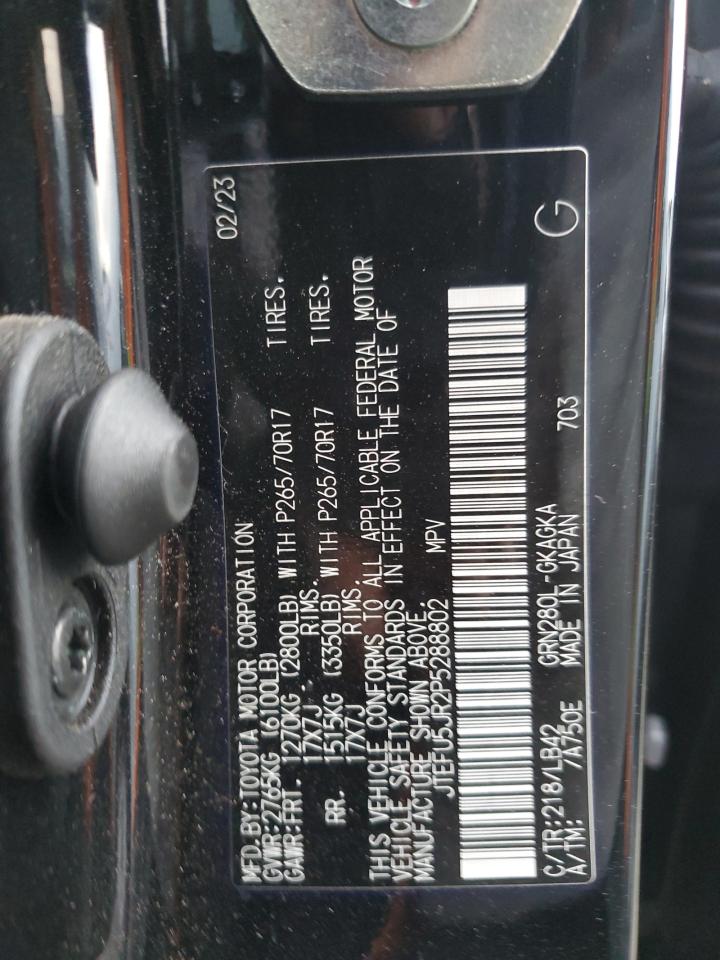 MFD.BY:TOYOTA MOTOR CORPORATION 02/23
GVWR:2765KG (6100LB)
GAWR:FRT. 1270KG (2800LB) WITH P265/70R17 TIRES.
17X7J RIMS.
RR. 1515KG (3350LB) WITH P265/70R17 TIRES.
17X7J RIMS.
THIS VEHICLE CONFORMS TO ALL APPLICABLE FEDERAL MOTOR
VEHICLE SAFETY STANDARDS IN EFFECT ON THE DATE OF
MANUFACTURE SHOWN ABOVE.
JTEFU5JR2P5288802 MPV
C/TR:218/LB42 GRN280L-GKAGKA
A/TM: /A750E MADE IN JAPAN 703
G